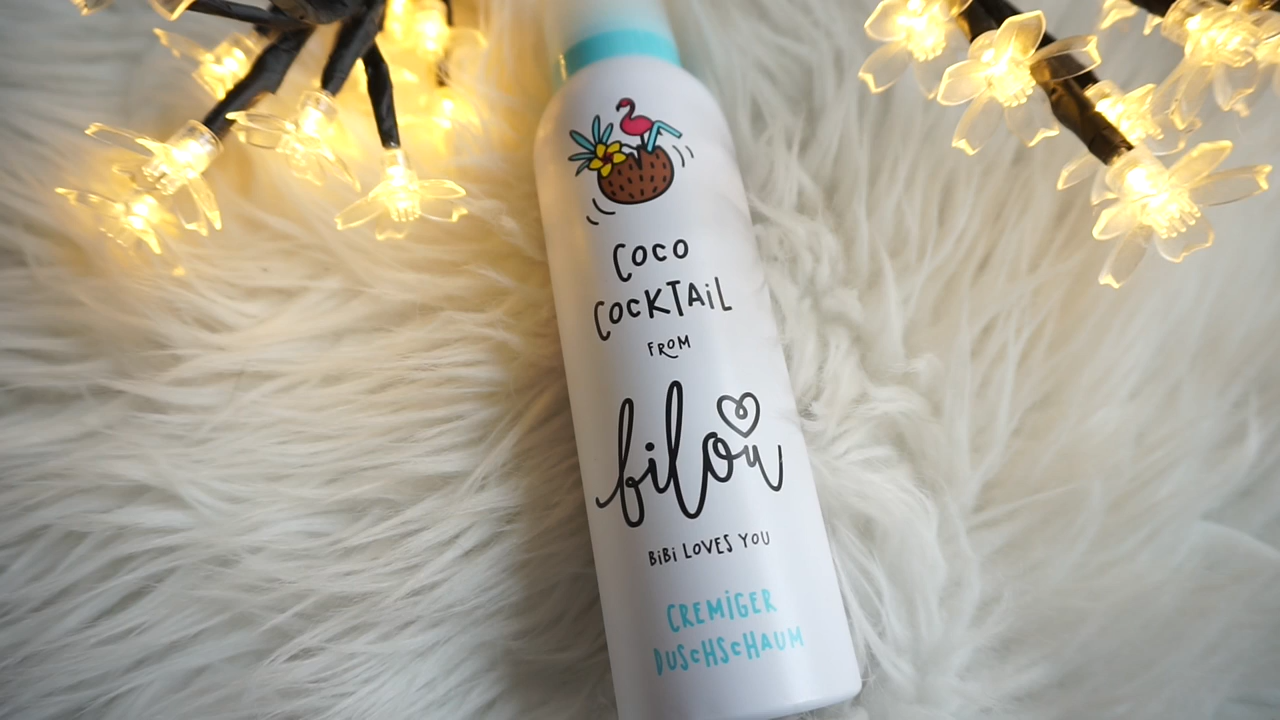 COCO
COCKTAiL
FROM
bilou
BiBi LOVES YOU
CREMiGER
DUSCHSCHAUM